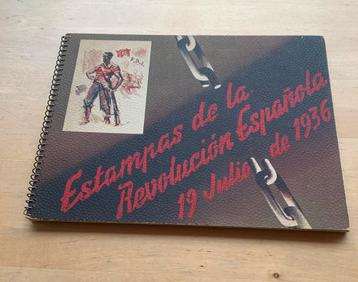 F.A.I.
Estampas de la
Revolución Española
19 Julio de 1936